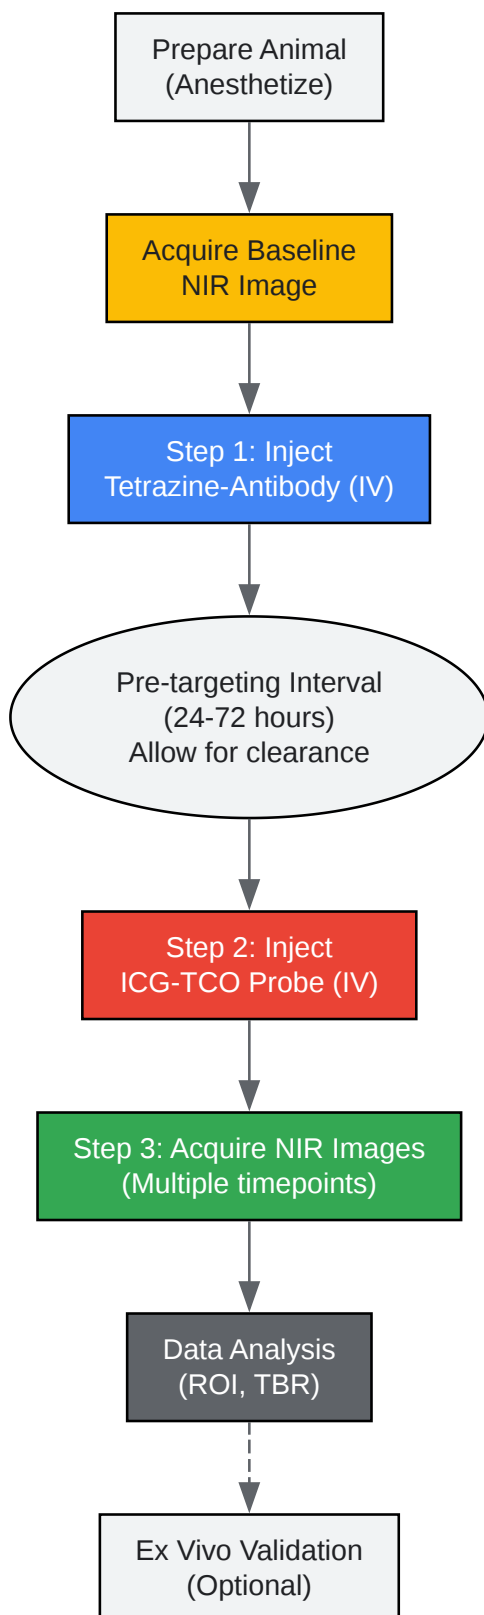 Prepare Animal
(Anesthetize)
Acquire Baseline
NIR Image
Step 1: Inject
Tetrazine-Antibody (IV)
Pre-targeting Interval
(24-72 hours)
Allow for clearance
Step 2: Inject
ICG-TCO Probe (IV)
Step 3: Acquire NIR Images
(Multiple timepoints)
Data Analysis
(ROI, TBR)
Ex Vivo Validation
(Optional)